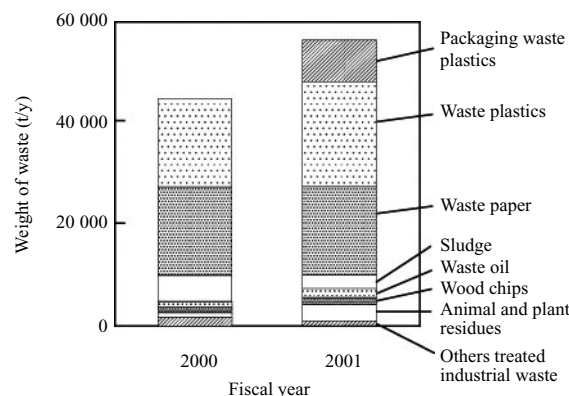 60 000
40 000
20 000
0
Weight of waste (t/y)
2000
2001
Fiscal year
Packaging waste
plastics
Waste plastics
Waste paper
Sludge
Waste oil
Wood chips
Animal and plant
residues
Others treated
industrial waste